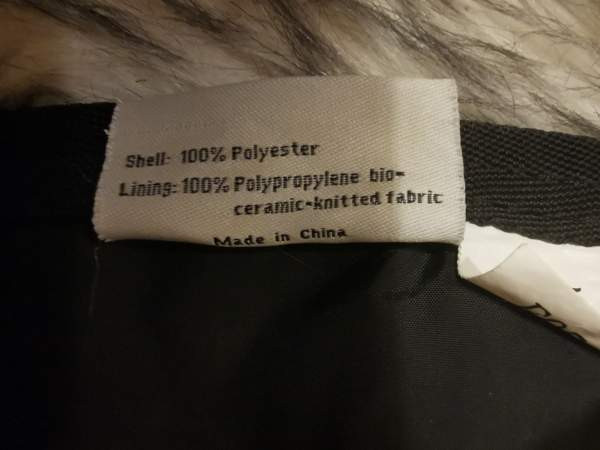 Shell: 100% Polyester
Lining: 100% Polypropylene bio-
ceramic-knitted fabric
Made in China